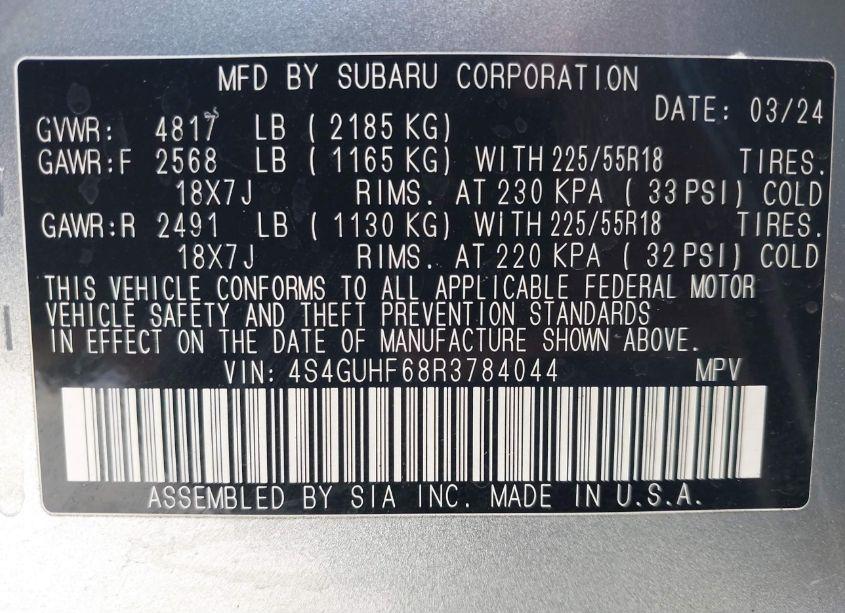 MFD BY SUBARU CORPORATION
DATE: 03/24
GVWR: 4817 LB ( 2185 KG)
GAWR:F 2568 LB ( 1165 KG) WITH 225/55R18 TIRES.
18X7J RIMS. AT 230 KPA ( 33 PSI) COLD
GAWR:R 2491 LB ( 1130 KG) WITH 225/55R18 TIRES.
18X7J RIMS. AT 220 KPA ( 32 PSI) COLD
THIS VEHICLE CONFORMS TO ALL APPLICABLE FEDERAL MOTOR
VEHICLE SAFETY AND THEFT PREVENTION STANDARDS
IN EFFECT ON THE DATE OF MANUFACTURE SHOWN ABOVE.
VIN: 4S4GUHF68R3784044 MPV
ASSEMBLED BY SIA INC. MADE IN U.S.A.